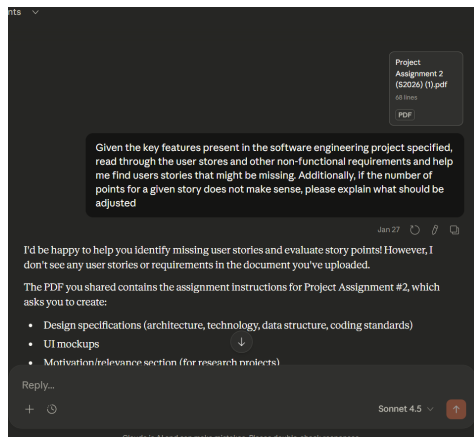 nts
Project
Assignment 2
(S2026) (1).pdf
68 lines
PDF
Given the key features present in the software engineering project specified,
read through the user stores and other non-functional requirements and help
me find users stories that might be missing. Additionally, if the number of
points for a given story does not make sense, please explain what should be
adjusted
Jan 27
I'd be happy to help you identify missing user stories and evaluate story points! However, I
don't see any user stories or requirements in the document you've uploaded.
The PDF you shared contains the assignment instructions for Project Assignment #2, which
asks you to create:
• Design specifications (architecture, technology, data structure, coding standards)
• UI mockups
• Motivation/relevance section (for research projects)
Reply...
Sonnet 4.5